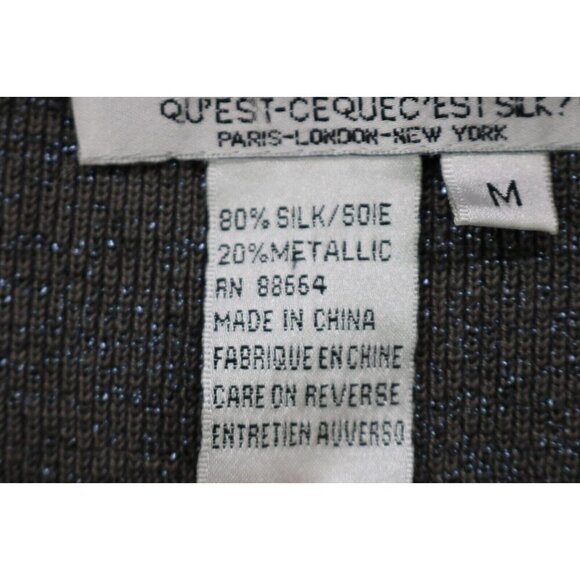 QU'EST-CEQUEC'EST SILK?
PARIS-LONDON-NEW YORK
M
80% SILK/SOIE
20%METALLIC
RN 88664
MADE IN CHINA
FABRIQUE EN CHINE
CARE ON REVERSE
ENTRETIEN AUVERSO